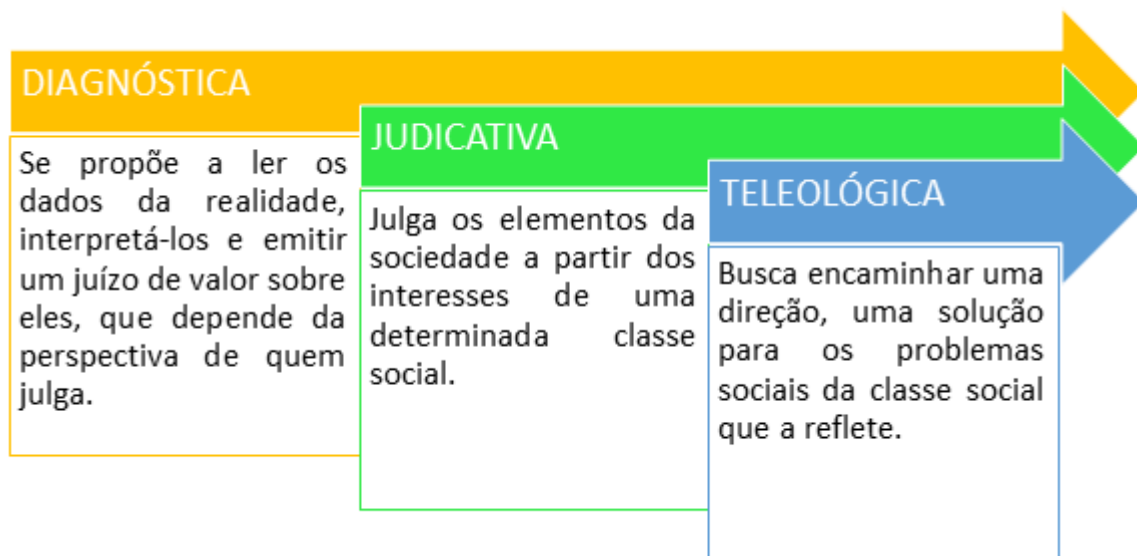 DIAGNÓSTICA
Se propõe a ler os
dados da realidade,
interpretá-los e emitir
um juízo de valor sobre
eles, que depende da
perspectiva de quem
julga.
JUDICATIVA
Julga os elementos da
sociedade a partir dos
interesses de uma
determinada classe
social.
TELEOLÓGICA
Busca encaminhar uma
direção, uma solução
para os problemas
sociais da classe social
que a reflete.